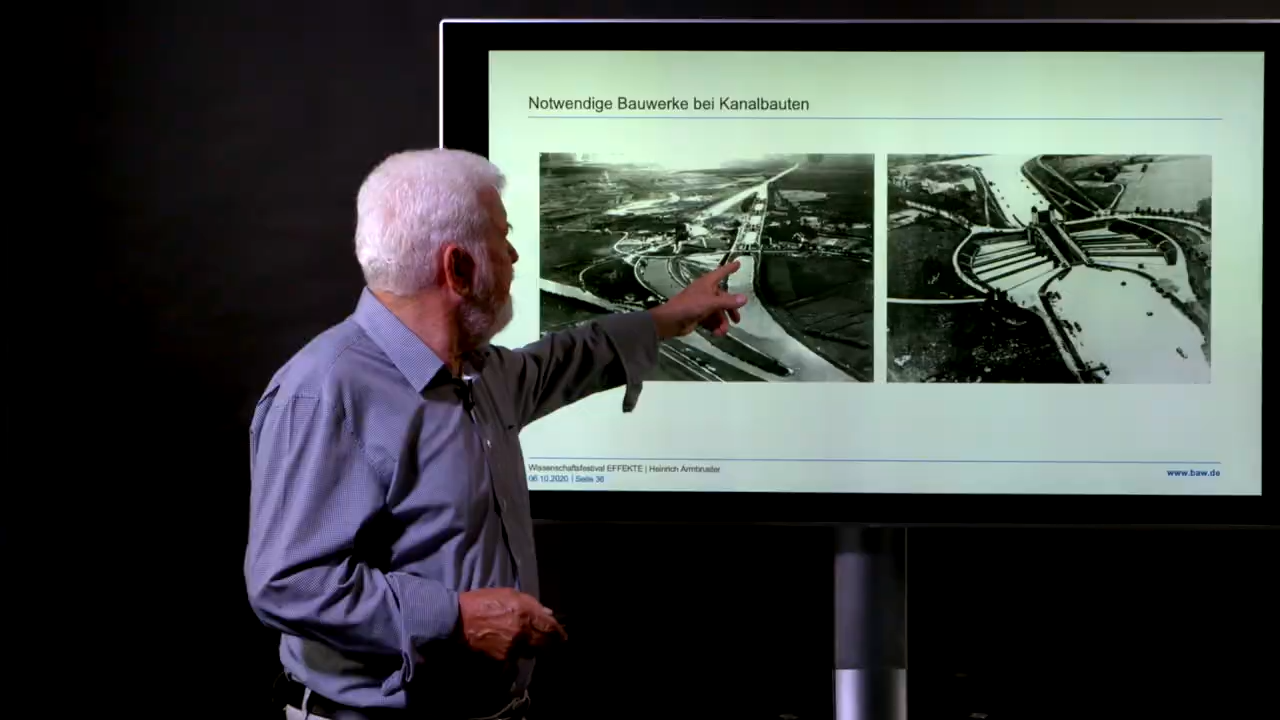 Notwendige Bauwerke bei Kanalbauten
Wissenschaftsfestival EFFEKTE | Heinrich Armbruster
06.10.2020 | Seite 36
www.baw.de